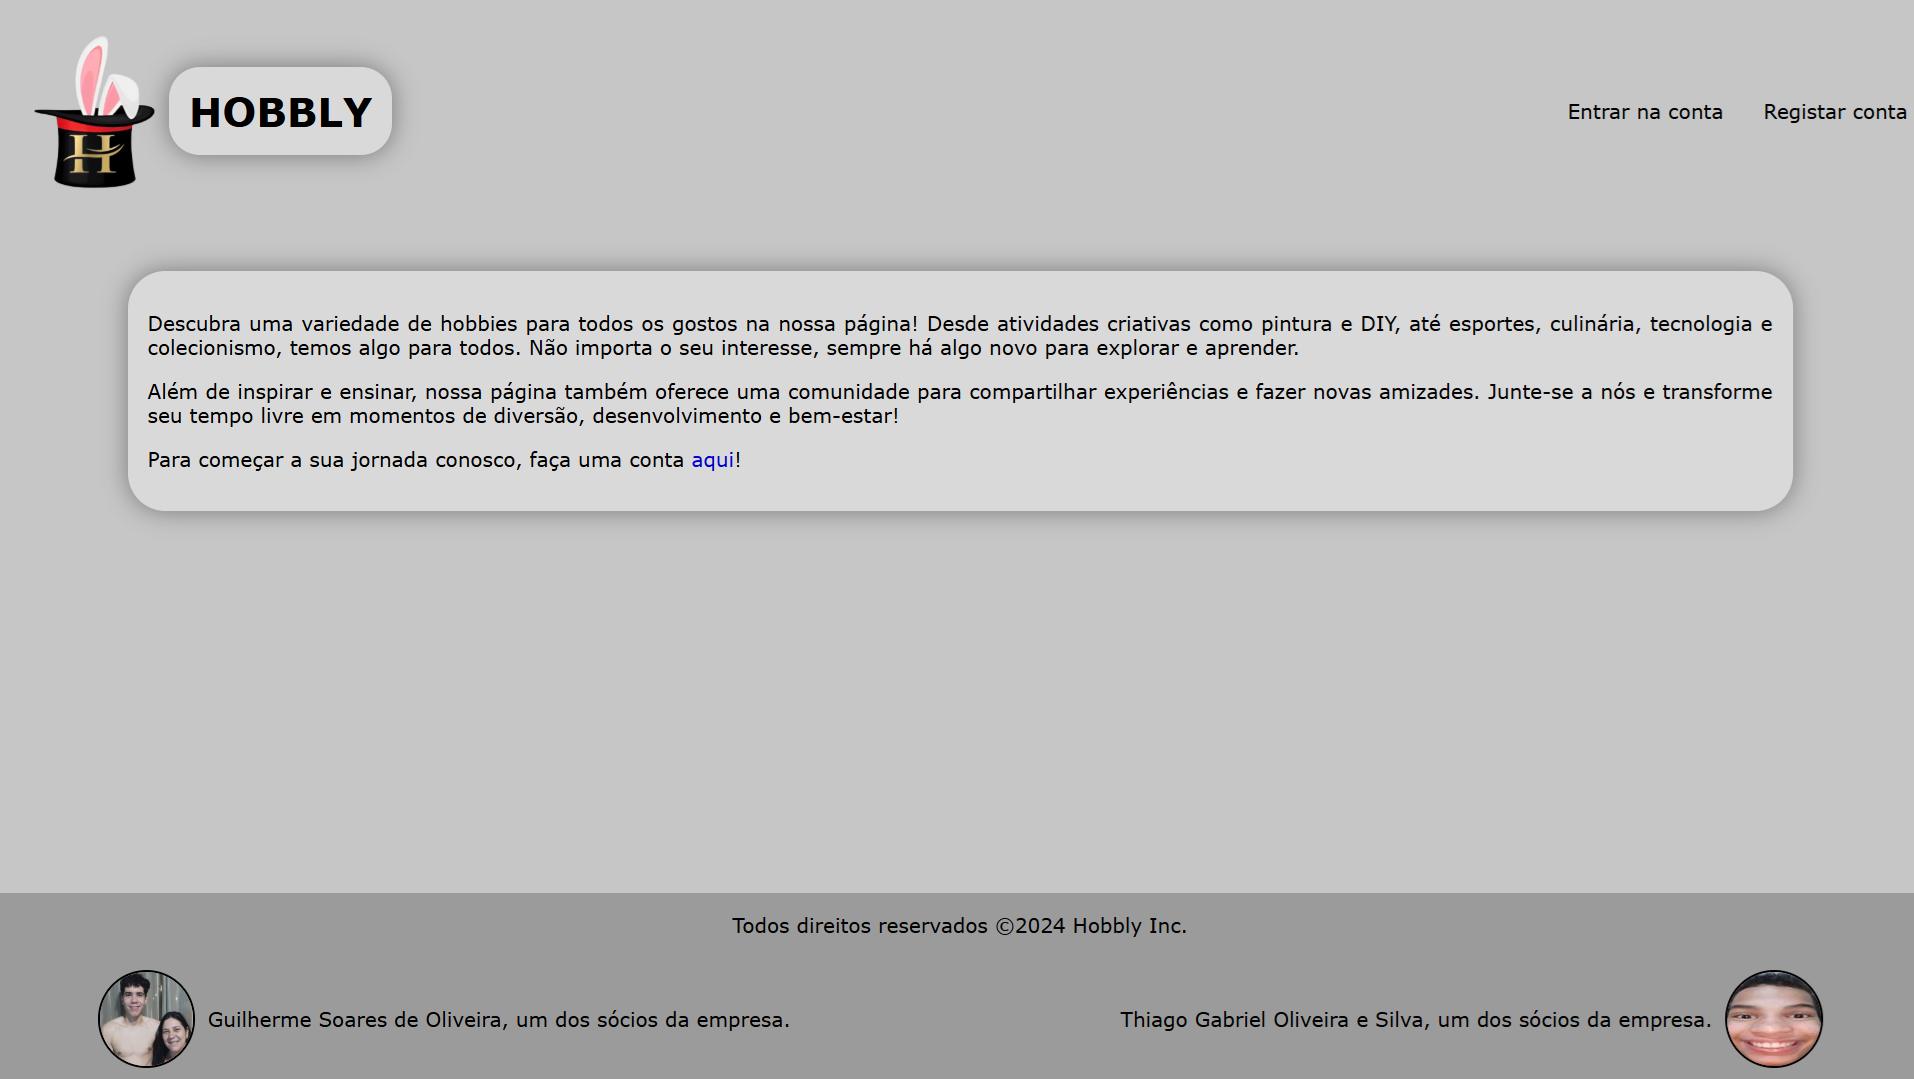 H
HOBBLY
Entrar na conta
Registar conta
Descubra uma variedade de hobbies para todos os gostos na nossa página! Desde atividades criativas como pintura e DIY, até esportes, culinária, tecnologia e
colecionismo, temos algo para todos. Não importa o seu interesse, sempre há algo novo para explorar e aprender.
Além de inspirar e ensinar, nossa página também oferece uma comunidade para compartilhar experiências e fazer novas amizades. Junte-se a nós e transforme
seu tempo livre em momentos de diversão, desenvolvimento e bem-estar!
Para começar a sua jornada conosco, faça uma conta aqui!
Todos direitos reservados ©2024 Hobbly Inc.
Guilherme Soares de Oliveira, um dos sócios da empresa.
Thiago Gabriel Oliveira e Silva, um dos sócios da empresa.